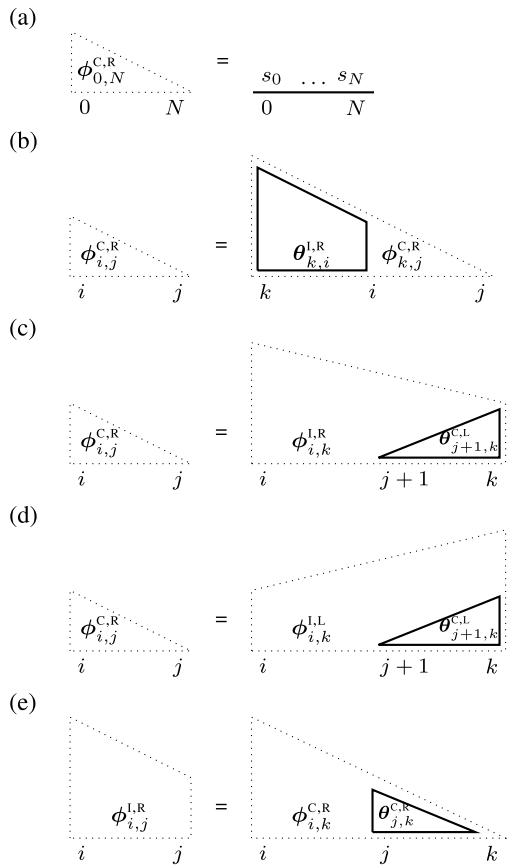 (a)
ϕ^{C,R}_{0,N} = s_0 … s_N
0 N 0 N
(b)
ϕ^{C,R}_{i,j} = θ^{I,R}_{k,i} ϕ^{C,R}_{k,j}
i j k i j
(c)
ϕ^{C,R}_{i,j} = ϕ^{I,R}_{i,k} θ^{C,L}_{j+1,k}
i j i j + 1 k
(d)
ϕ^{C,R}_{i,j} = ϕ^{I,L}_{i,k} θ^{C,L}_{j+1,k}
i j i j + 1 k
(e)
ϕ^{I,R}_{i,j} = ϕ^{C,R}_{i,k} θ^{C,R}_{j,k}
i j i j k